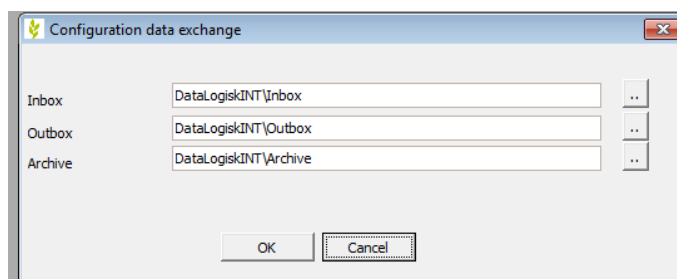 Configuration data exchange
Inbox DataLogiskINT\Inbox ..
Outbox DataLogiskINT\Outbox ..
Archive DataLogiskINT\Archive ..
OK Cancel